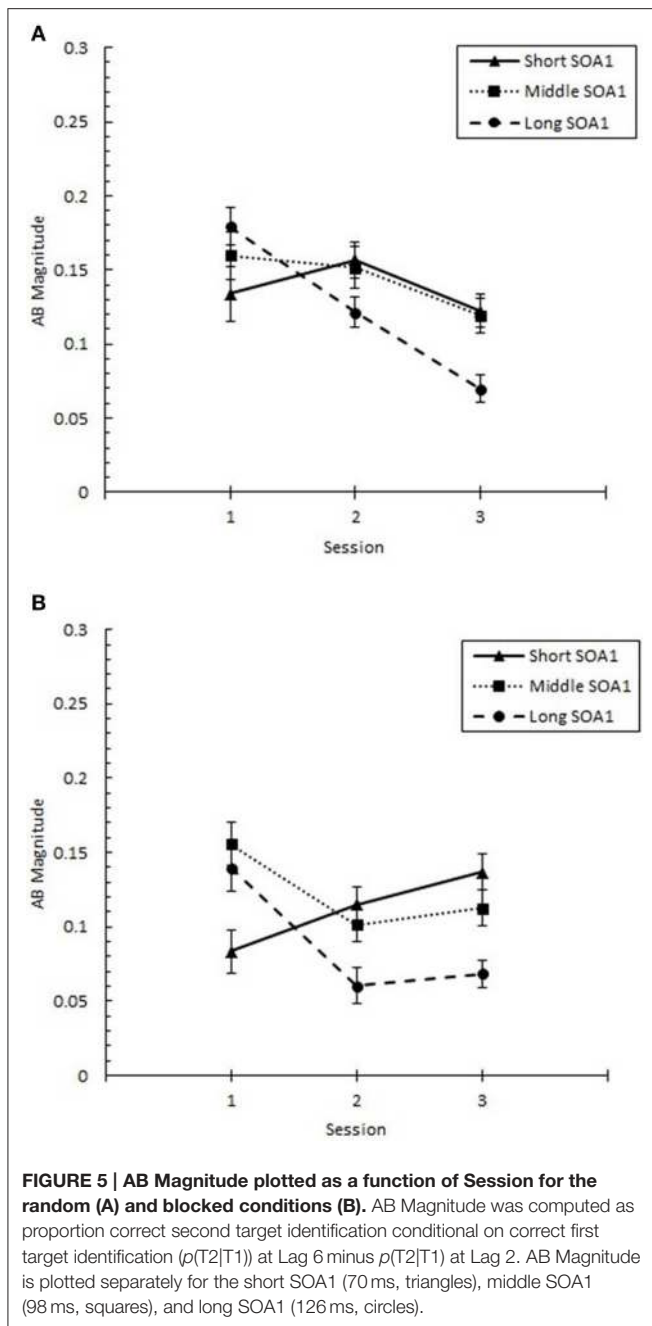 A
0.3
0.25
0.2
0.15
0.1
0.05
0
AB Magnitude
Short SOA1
Middle SOA1
Long SOA1
1 2 3
Session
B
0.3
0.25
0.2
0.15
0.1
0.05
0
AB Magnitude
Short SOA1
Middle SOA1
Long SOA1
1 2 3
Session
FIGURE 5 | AB Magnitude plotted as a function of Session for the
random (A) and blocked conditions (B). AB Magnitude was computed as
proportion correct second target identification conditional on correct first
target identification (p(T2|T1)) at Lag 6 minus p(T2|T1) at Lag 2. AB Magnitude
is plotted separately for the short SOA1 (70 ms, triangles), middle SOA1
(98 ms, squares), and long SOA1 (126 ms, circles).